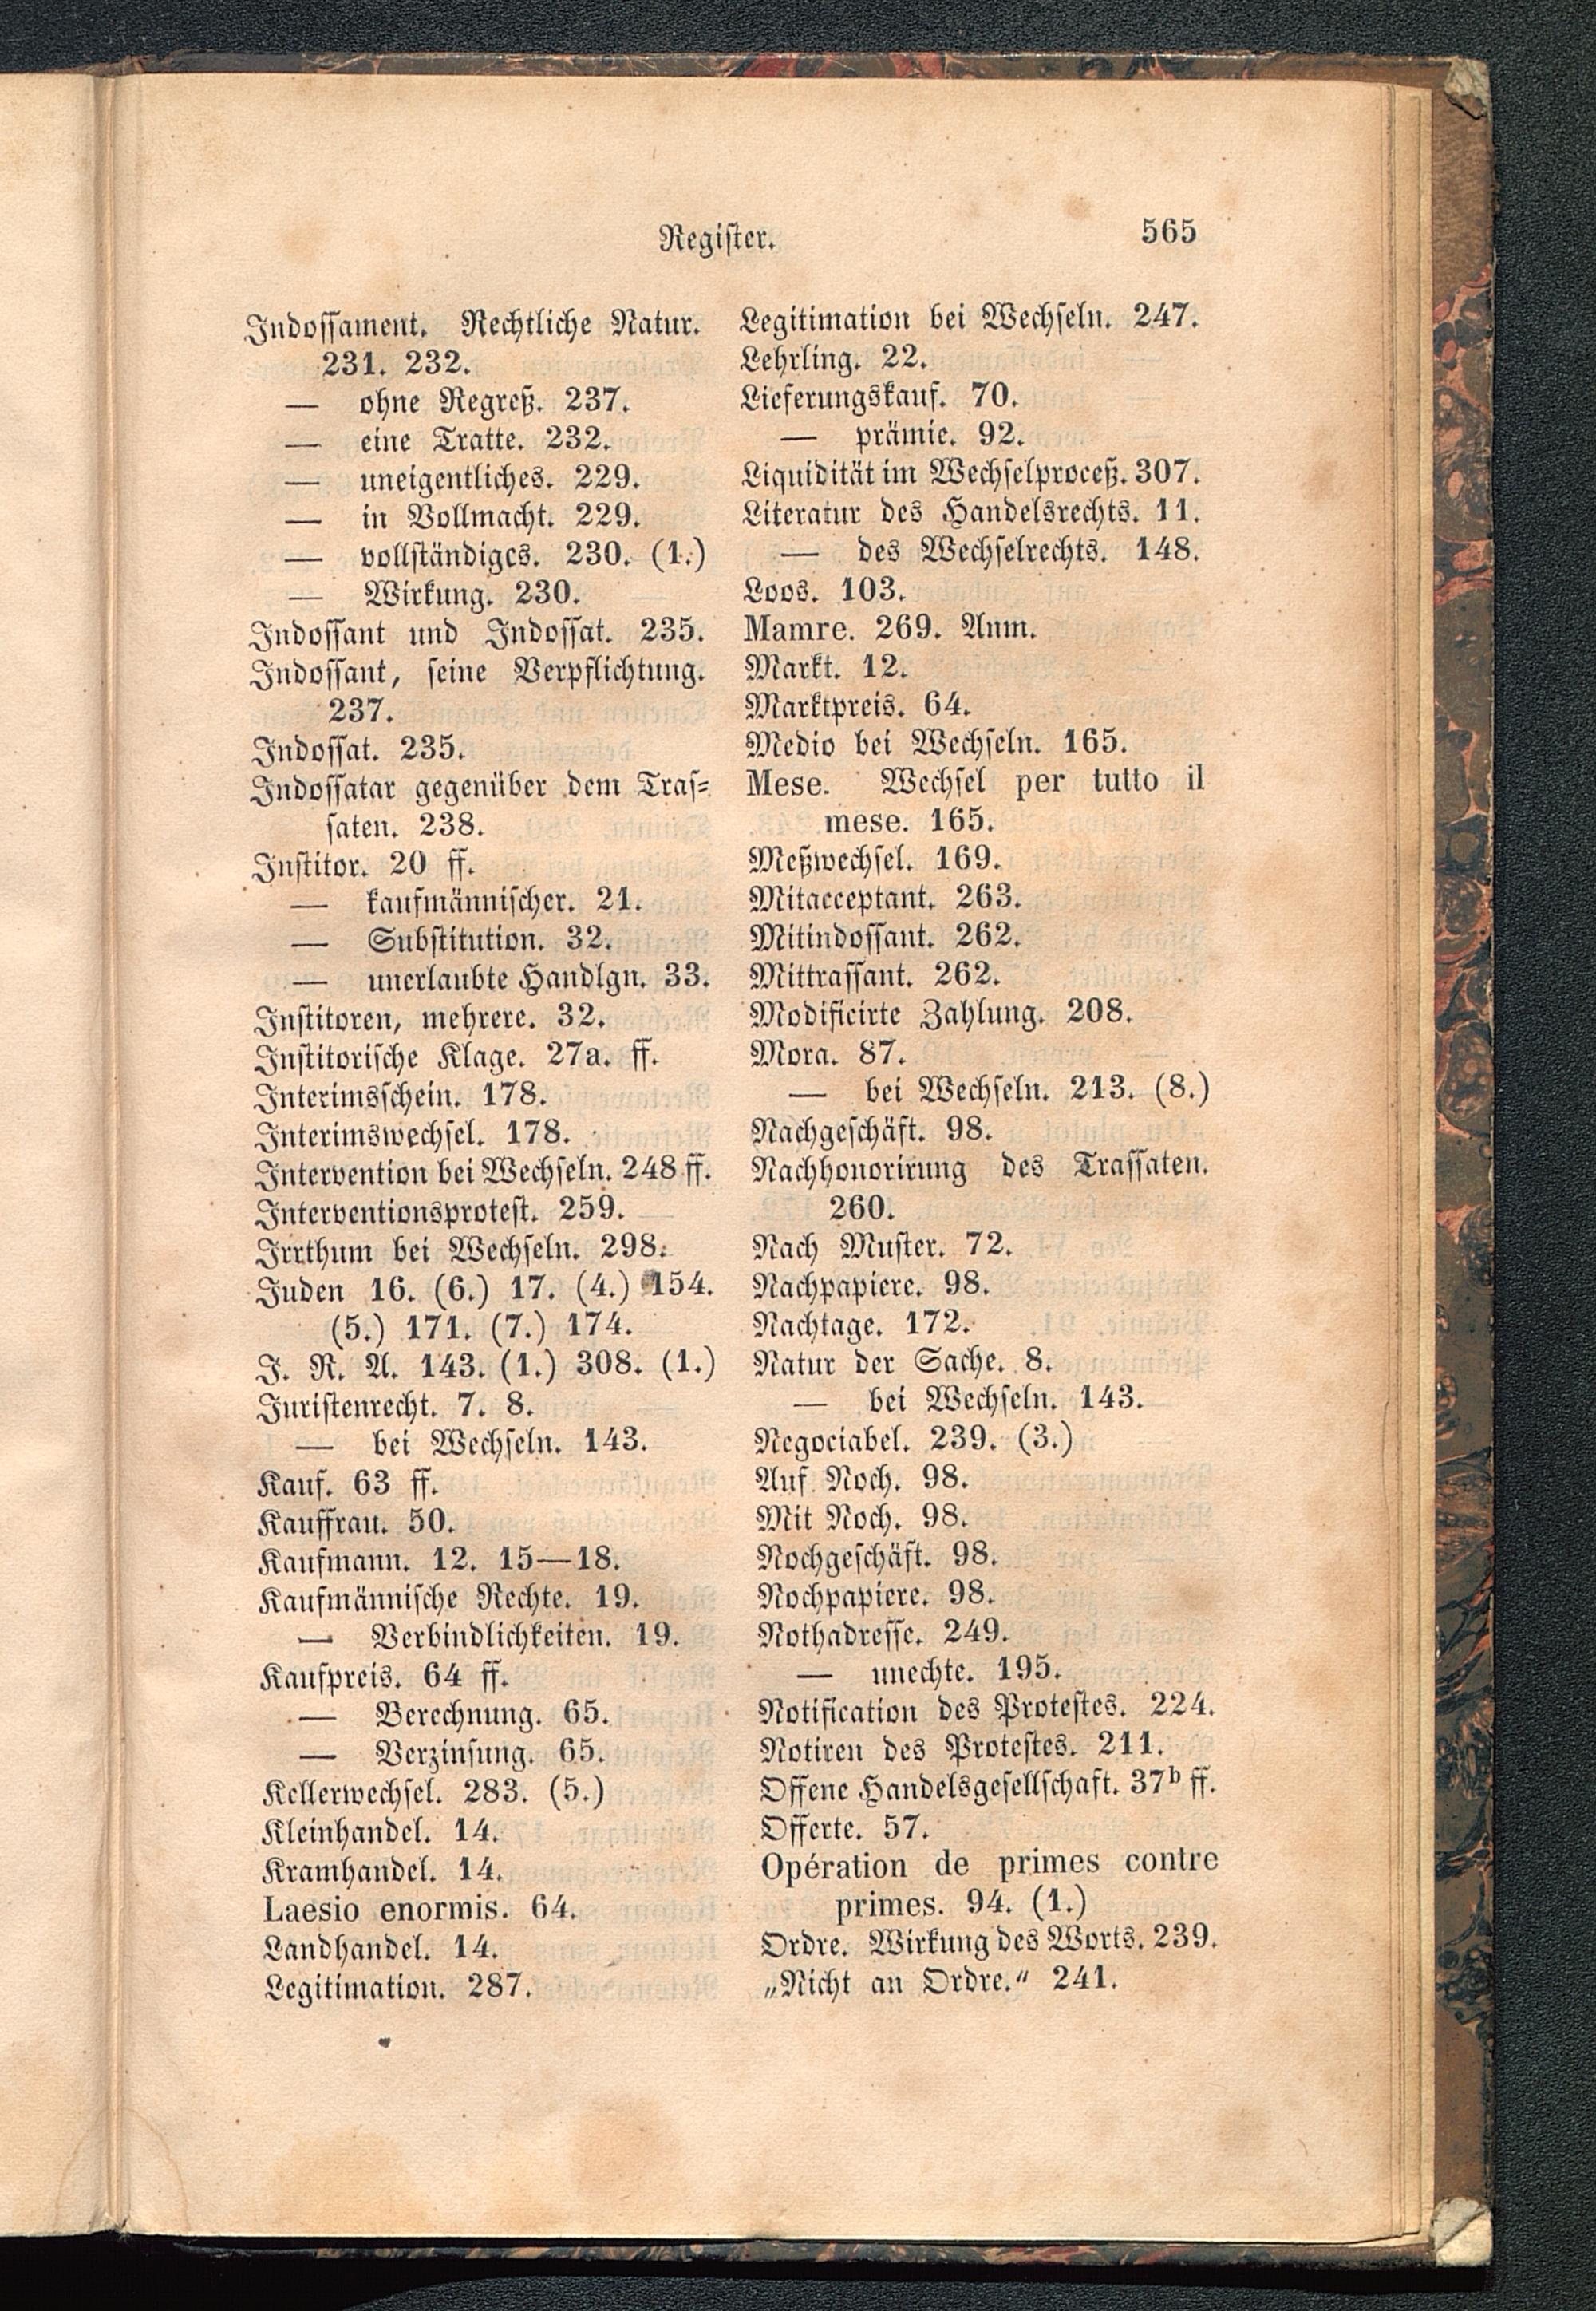 Register.
565
Indossament. Rechtliche Natur.
231. 232.
— ohne Regreß. 237.
— eine Tratte. 232.
— uneigentliches. 229.
— in Vollmacht. 229.
— vollständiges. 230. (1.)
— Wirkung. 230.
Indossant und Indossat. 235.
Indossant, seine Verpflichtung.
237.
Indossat. 235.
Indossatar gegenüber dem Tras-
saten. 238.
Institor. 20 ff.
— kaufmännischer. 21.
— Substitution. 32.
— unerlaubte Handlgn. 33.
Institoren, mehrere. 32.
Institorische Klage. 27a. ff.
Interimsschein. 178.
Interimswechsel. 178.
Intervention bei Wechseln. 248 ff.
Interventionsprotest. 259.
Irrthum bei Wechseln. 298.
Juden 16. (6.) 17. (4.) 154.
(5.) 171. (7.) 174.
J. R. A. 143. (1.) 308. (1.)
Juristenrecht. 7. 8.
— bei Wechseln. 143.
Kauf. 63 ff.
Kauffrau. 50.
Kaufmann. 12. 15—18.
Kaufmännische Rechte. 19.
— Verbindlichkeiten. 19.
Kaufpreis. 64 ff.
— Berechnung. 65.
— Verzinsung. 65.
Kellerwechsel. 283. (5.)
Kleinhandel. 14.
Kramhandel. 14.
Laesio enormis. 64.
Landhandel. 14.
Legitimation. 287.
Legitimation bei Wechseln. 247.
Lehrling. 22.
Lieferungskauf. 70.
— prämie. 92.
Liquidität im Wechselproceß. 307.
Literatur des Handelsrechts. 11.
— des Wechselrechts. 148.
Loos. 103.
Mamre. 269. Anm.
Markt. 12.
Marktpreis. 64.
Medio bei Wechseln. 165.
Mese. Wechsel per tutto il
mese. 165.
Meßwechsel. 169.
Mitacceptant. 263.
Mitindossant. 262.
Mittrassant. 262.
Modificirte Zahlung. 208.
Mora. 87.
— bei Wechseln. 213. (8.)
Nachgeschäft. 98.
Nachhonorirung des Trassaten.
260.
Nach Muster. 72.
Nachpapiere. 98.
Nachtage. 172.
Natur der Sache. 8.
— bei Wechseln. 143.
Negociabel. 239. (3.)
Auf Noch. 98.
Mit Noch. 98.
Nochgeschäft. 98.
Nochpapiere. 98.
Nothadresse. 249.
— unechte. 195.
Notification des Protestes. 224.
Notiren des Protestes. 211.
Offene Handelsgesellschaft. 37b ff.
Offerte. 57.
Opération de primes contre
primes. 94. (1.)
Ordre. Wirkung des Worts. 239.
„Nicht an Ordre.“ 241.